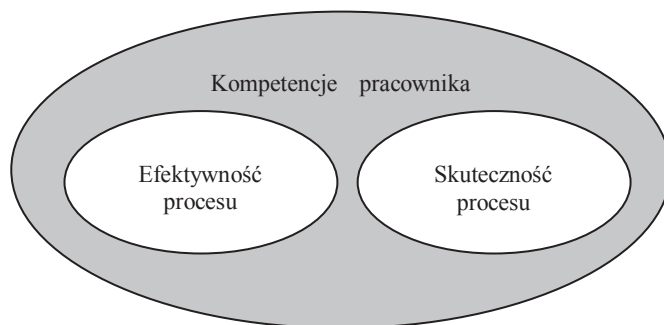 Kompetencje pracownika
Efektywność
procesu
Skuteczność
procesu